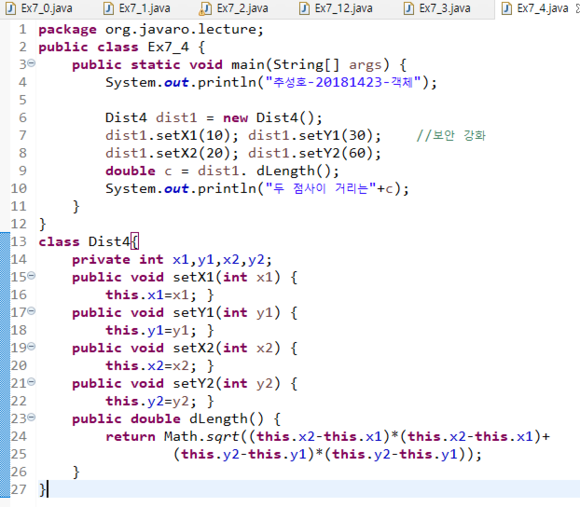 Ex7_0.java Ex7_1.java Ex7_2.java Ex7_12.java Ex7_3.java Ex7_4.java
1 package org.javaro.lecture;
2 public class Ex7_4 {
3 public static void main(String[] args) {
4 System.out.println("추성호-20181423-객체");
5
6 Dist4 dist1 = new Dist4();
7 dist1.setX1(10); dist1.setY1(30); //보안 강화
8 dist1.setX2(20); dist1.setY2(60);
9 double c = dist1. dLength();
10 System.out.println("두 점사이 거리는"+c);
11 }
12 }
13 class Dist4{
14 private int x1,y1,x2,y2;
15 public void setX1(int x1) {
16 this.x1=x1; }
17 public void setY1(int y1) {
18 this.y1=y1; }
19 public void setX2(int x2) {
20 this.x2=x2; }
21 public void setY2(int y2) {
22 this.y2=y2; }
23 public double dLength() {
24 return Math.sqrt((this.x2-this.x1)*(this.x2-this.x1)+
25 (this.y2-this.y1)*(this.y2-this.y1));
26 }
27 }